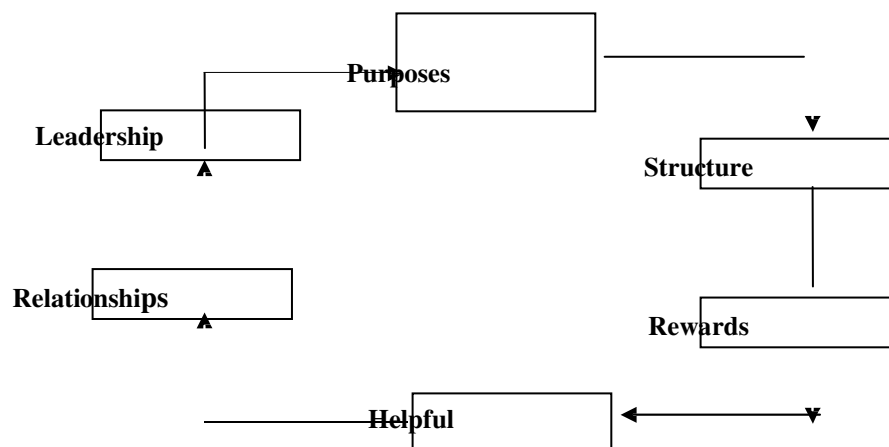 Purposes
Leadership
Structure
Relationships
Rewards
Helpful